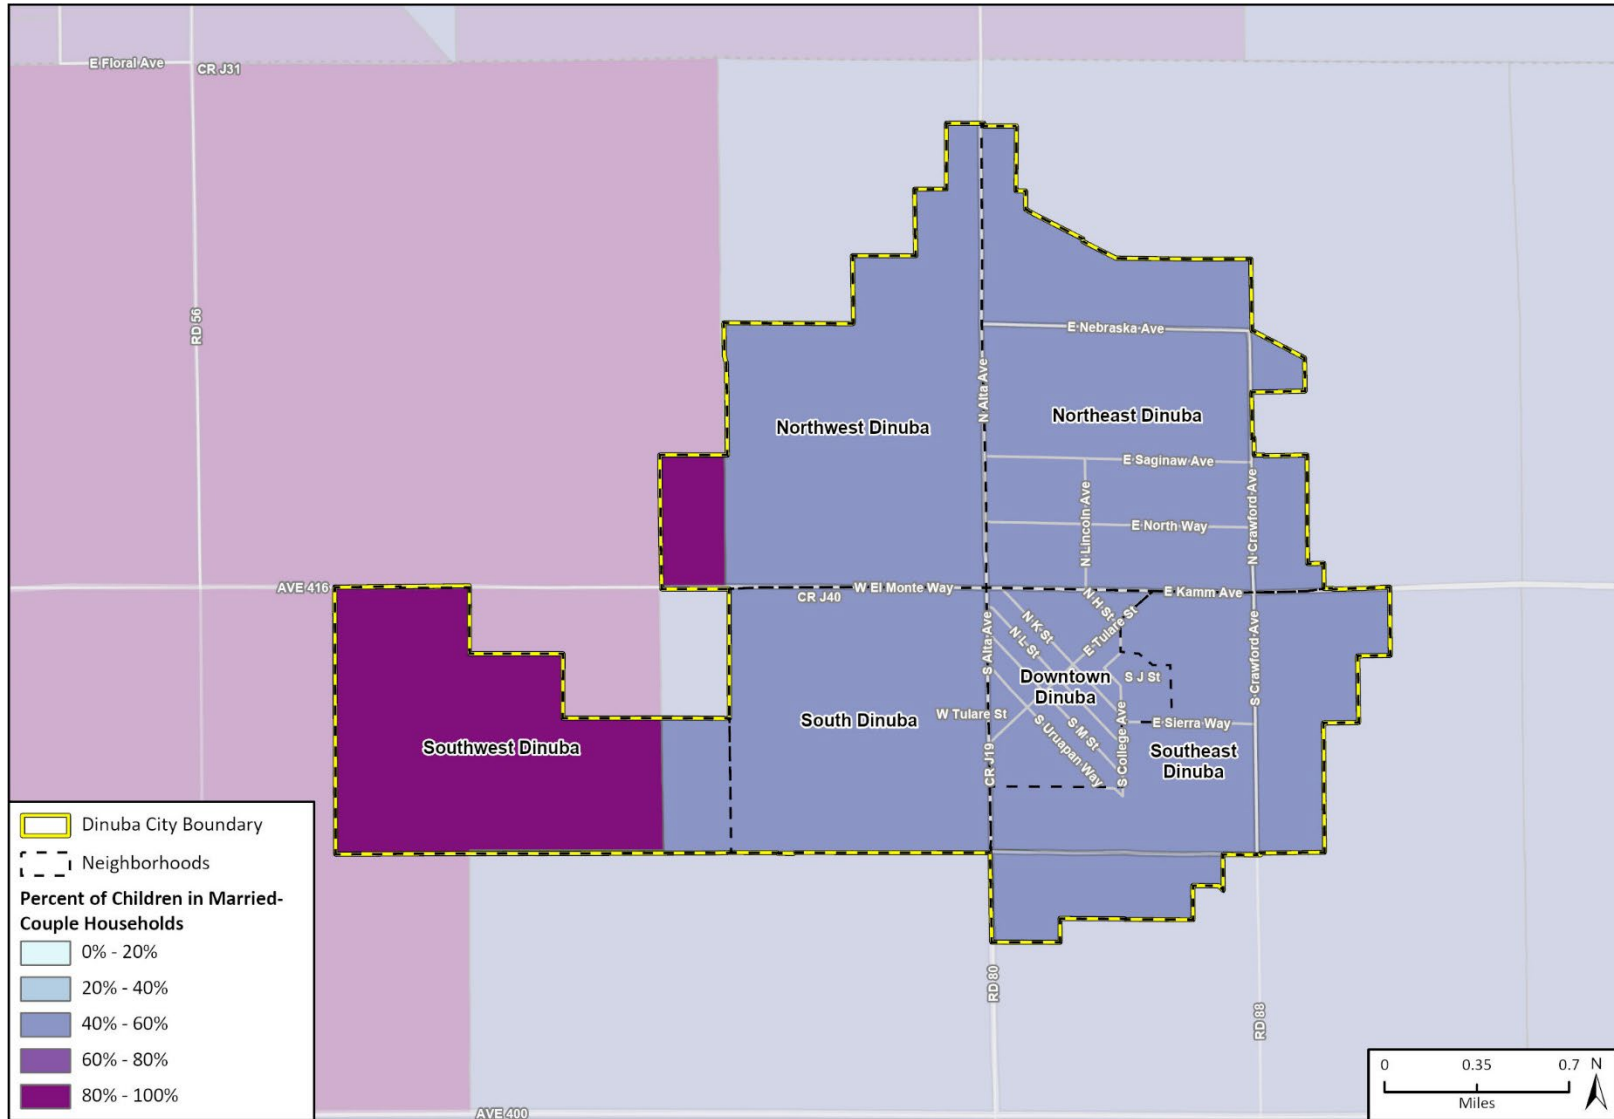 E Floral Ave
CR J31
RD 56
N Alta Ave
E Nebraska Ave
Northwest Dinuba
Northeast Dinuba
E Saginaw Ave
N Lincoln Ave
E North Way
N Crawford Ave
AVE 416
W El Monte Way
CR J40
E Kamm Ave
N H St
N K St
E Tulare St
N L St
S Alta Ave
S Crawford Ave
Downtown
Dinuba
S J St
South Dinuba
W Tulare St
E Sierra Way
S Uruapan Way
S M St
S College Ave
Southwest Dinuba
Southeast
Dinuba
CR J19
RD 80
RD 88
AVE 400
Dinuba City Boundary
Neighborhoods
Percent of Children in Married-
Couple Households
0% - 20%
20% - 40%
40% - 60%
60% - 80%
80% - 100%
0 0.35 0.7 N
Miles